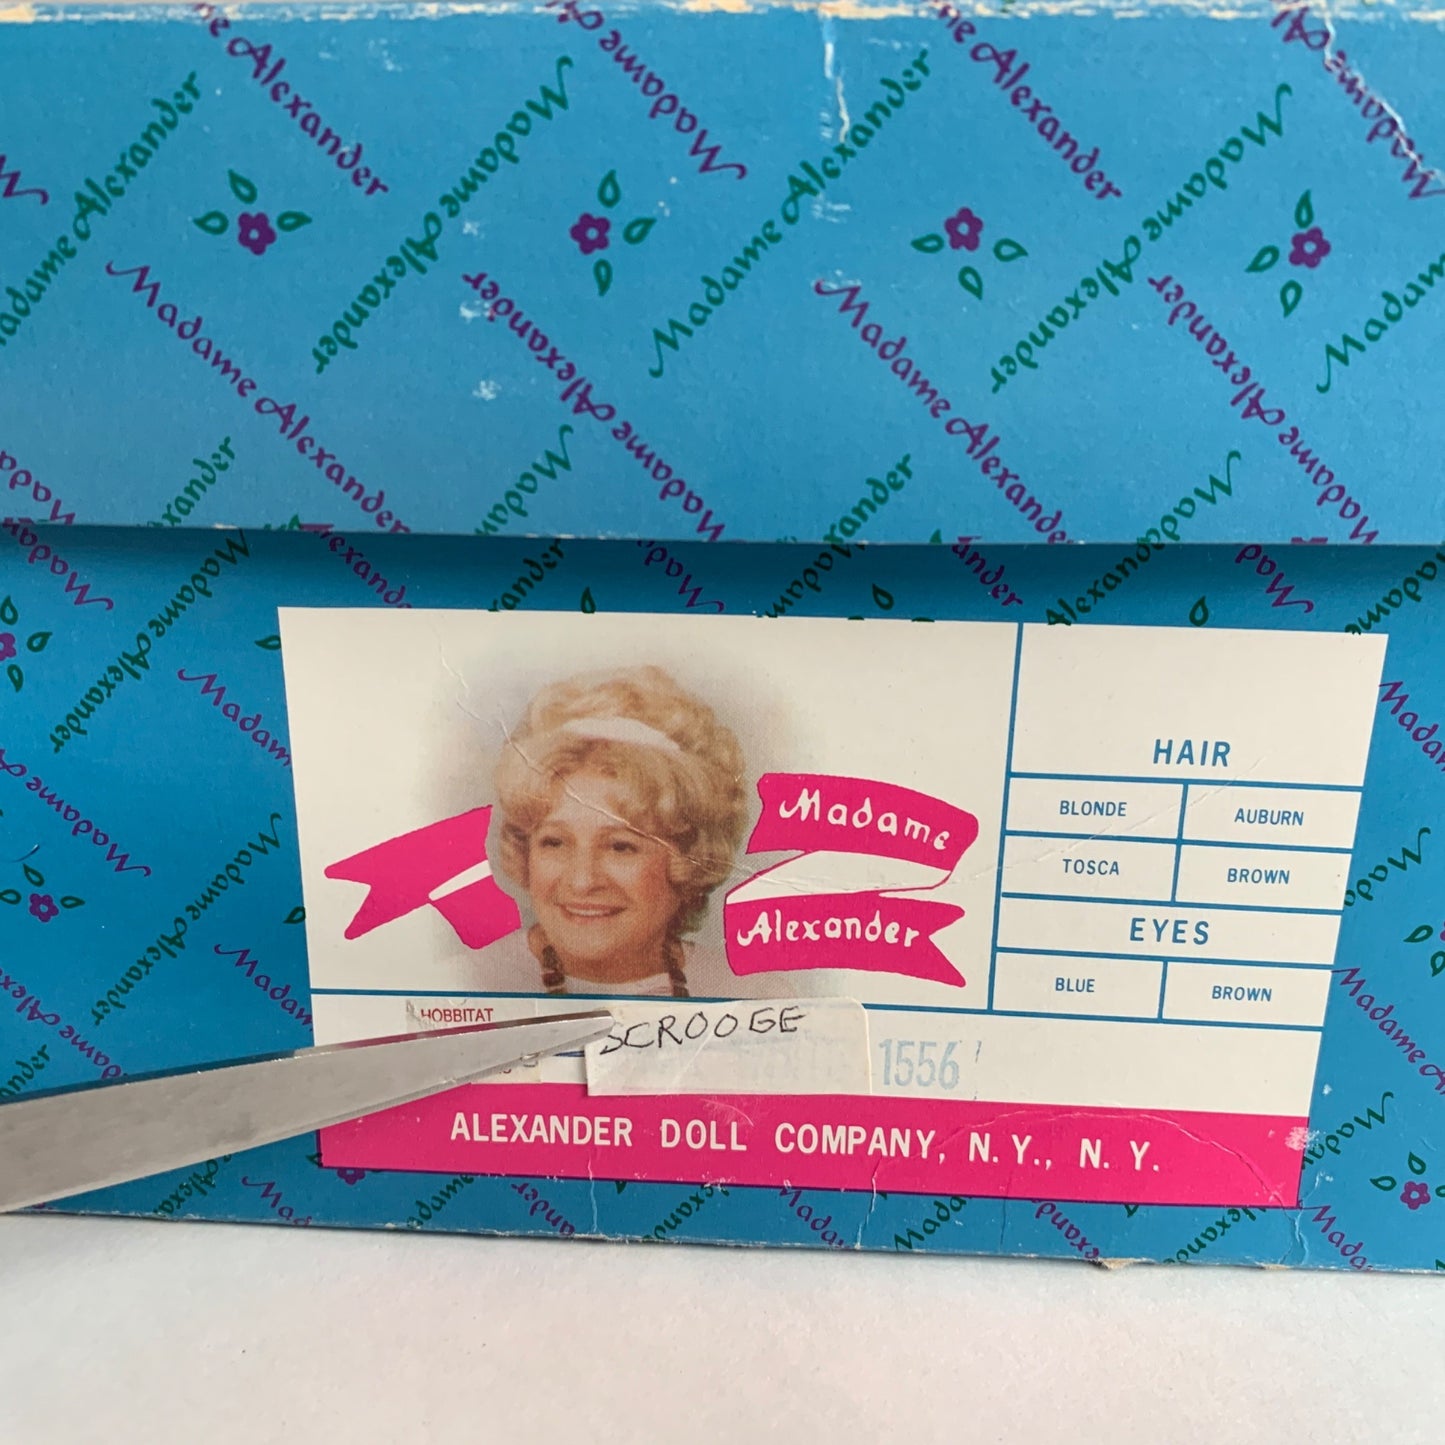 Madame Alexander
Madame
Alexander
HAIR
BLONDE AUBURN
TOSCA BROWN
EYES
BLUE BROWN
HOBBITAT
SCROOGE
1556
ALEXANDER DOLL COMPANY, N. Y., N. Y.